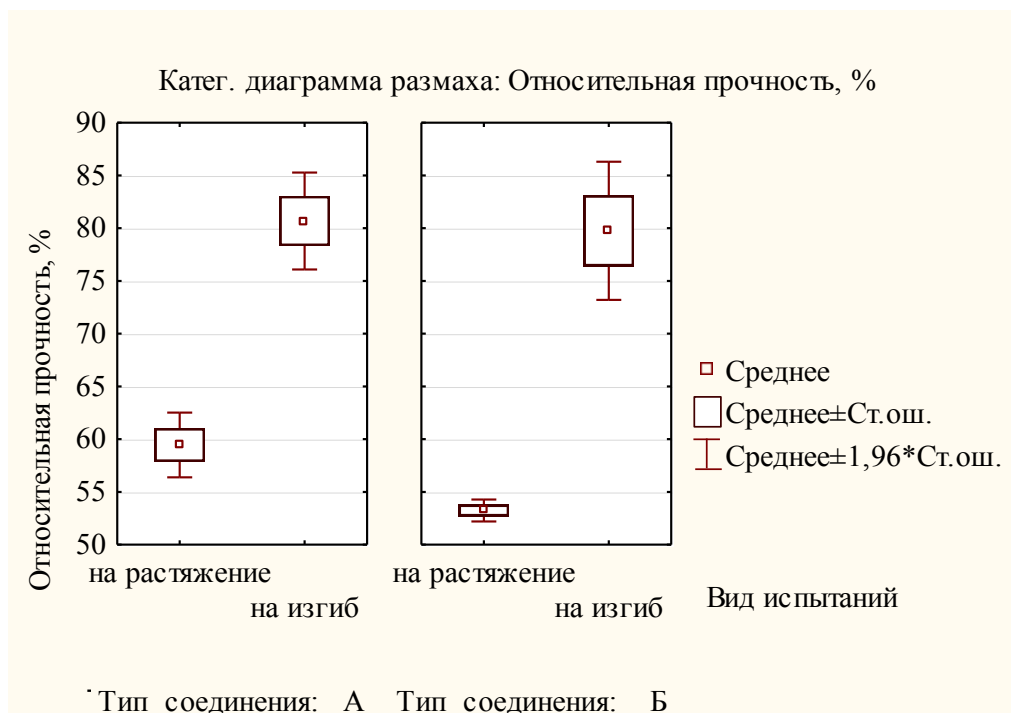 Катег. диаграмма размаха: Относительная прочность, %
Относительная прочность, %
90
85
80
75
70
65
60
55
50
на растяжение
на изгиб
на растяжение
на изгиб
Вид испытаний
Среднее
Среднее±Ст.ош.
Среднее±1,96*Ст.ош.
Тип соединения: А
Тип соединения: Б